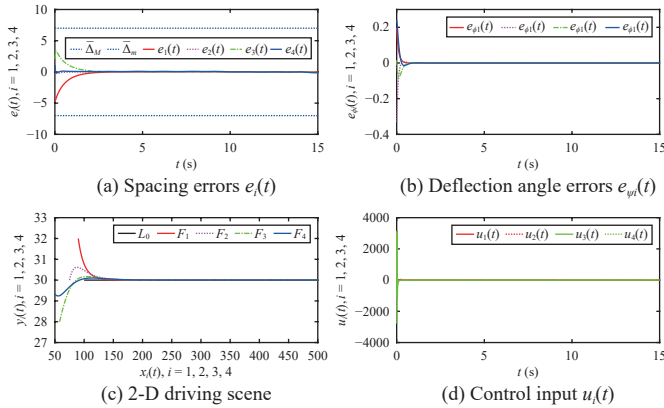 10
5
0
−5
−10
e_i(t), i = 1, 2, 3, 4
Δ̅_M Δ̅_m e_1(t) e_2(t) e_3(t) e_4(t)
0 5 10 15
t (s)
(a) Spacing errors e_i(t)
0.2
0
−0.2
−0.4
e_ϕi(t), i = 1, 2, 3, 4
e_ϕ1(t) e_ϕ1(t) e_ϕ1(t) e_ϕ1(t)
0 5 10 15
t (s)
(b) Deflection angle errors e_ψi(t)
33
32
31
30
29
28
27
y_i(t), i = 1, 2, 3, 4
L_0 F_1 F_2 F_3 F_4
50 100 150 200 250 300 350 400 450 500
x_i(t), i = 1, 2, 3, 4
(c) 2-D driving scene
4000
2000
0
−2000
−4000
u_i(t), i = 1, 2, 3, 4
u_1(t) u_2(t) u_3(t) u_4(t)
0 5 10 15
t (s)
(d) Control input u_i(t)